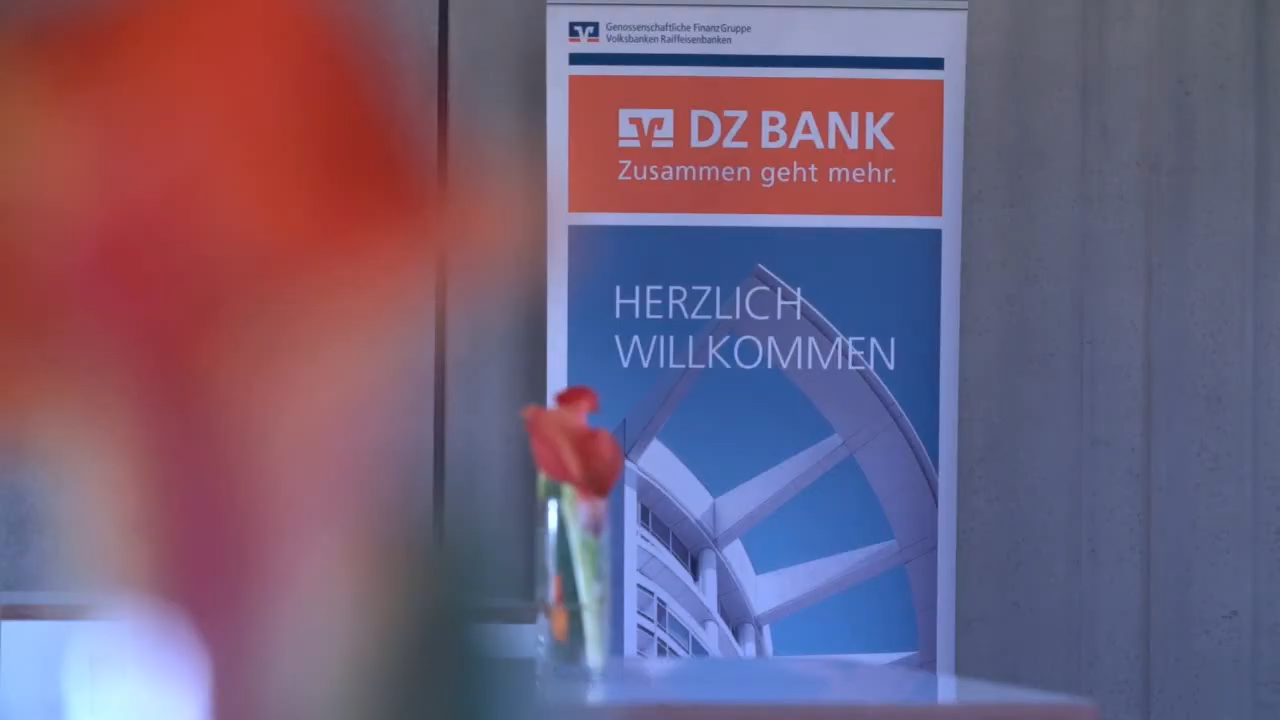 Genossenschaftliche FinanzGruppe
Volksbanken Raiffeisenbanken
DZ BANK
Zusammen geht mehr.
HERZLICH
WILLKOMMEN